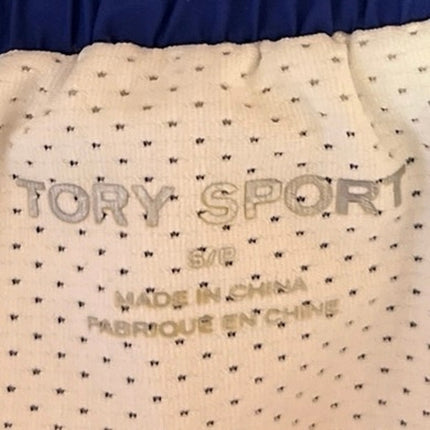 TORY SPORT
S/P
MADE IN CHINA
FABRIQUE EN CHINE